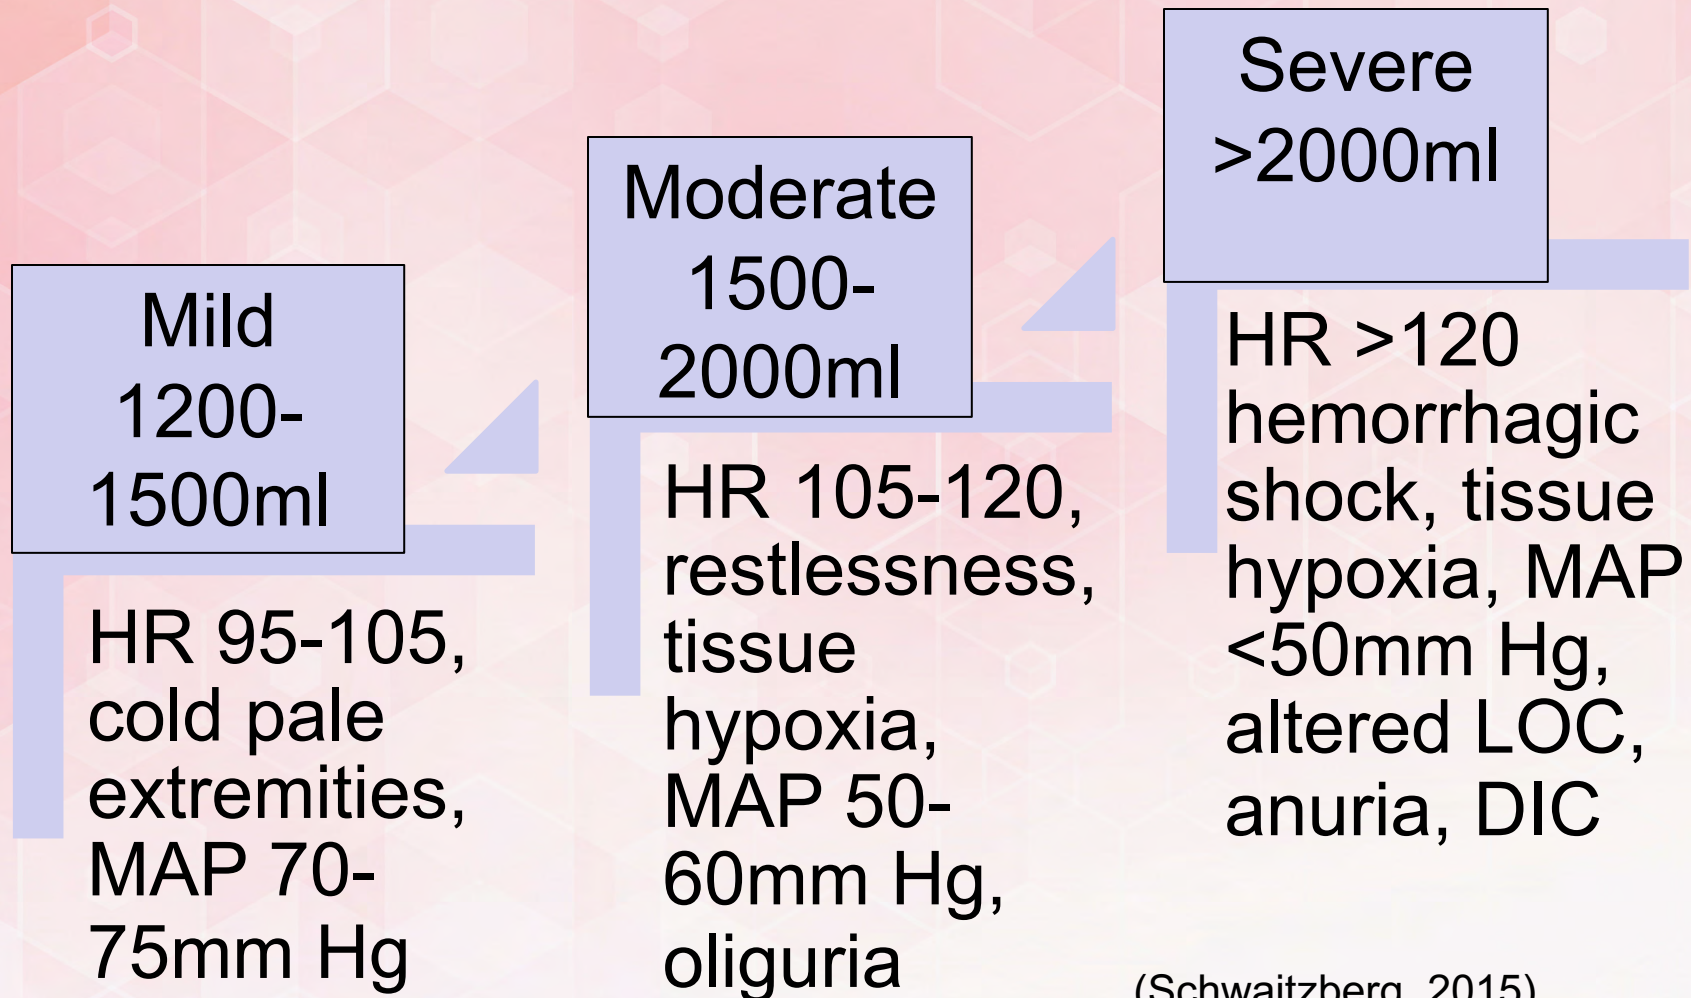 Mild
1200-
1500ml
HR 95-105,
cold pale
extremities,
MAP 70-
75mm Hg
Moderate
1500-
2000ml
HR 105-120,
restlessness,
tissue
hypoxia,
MAP 50-
60mm Hg,
oliguria
Severe
>2000ml
HR >120
hemorrhagic
shock, tissue
hypoxia, MAP
<50mm Hg,
altered LOC,
anuria, DIC
(Schwaitzberg, 2015)